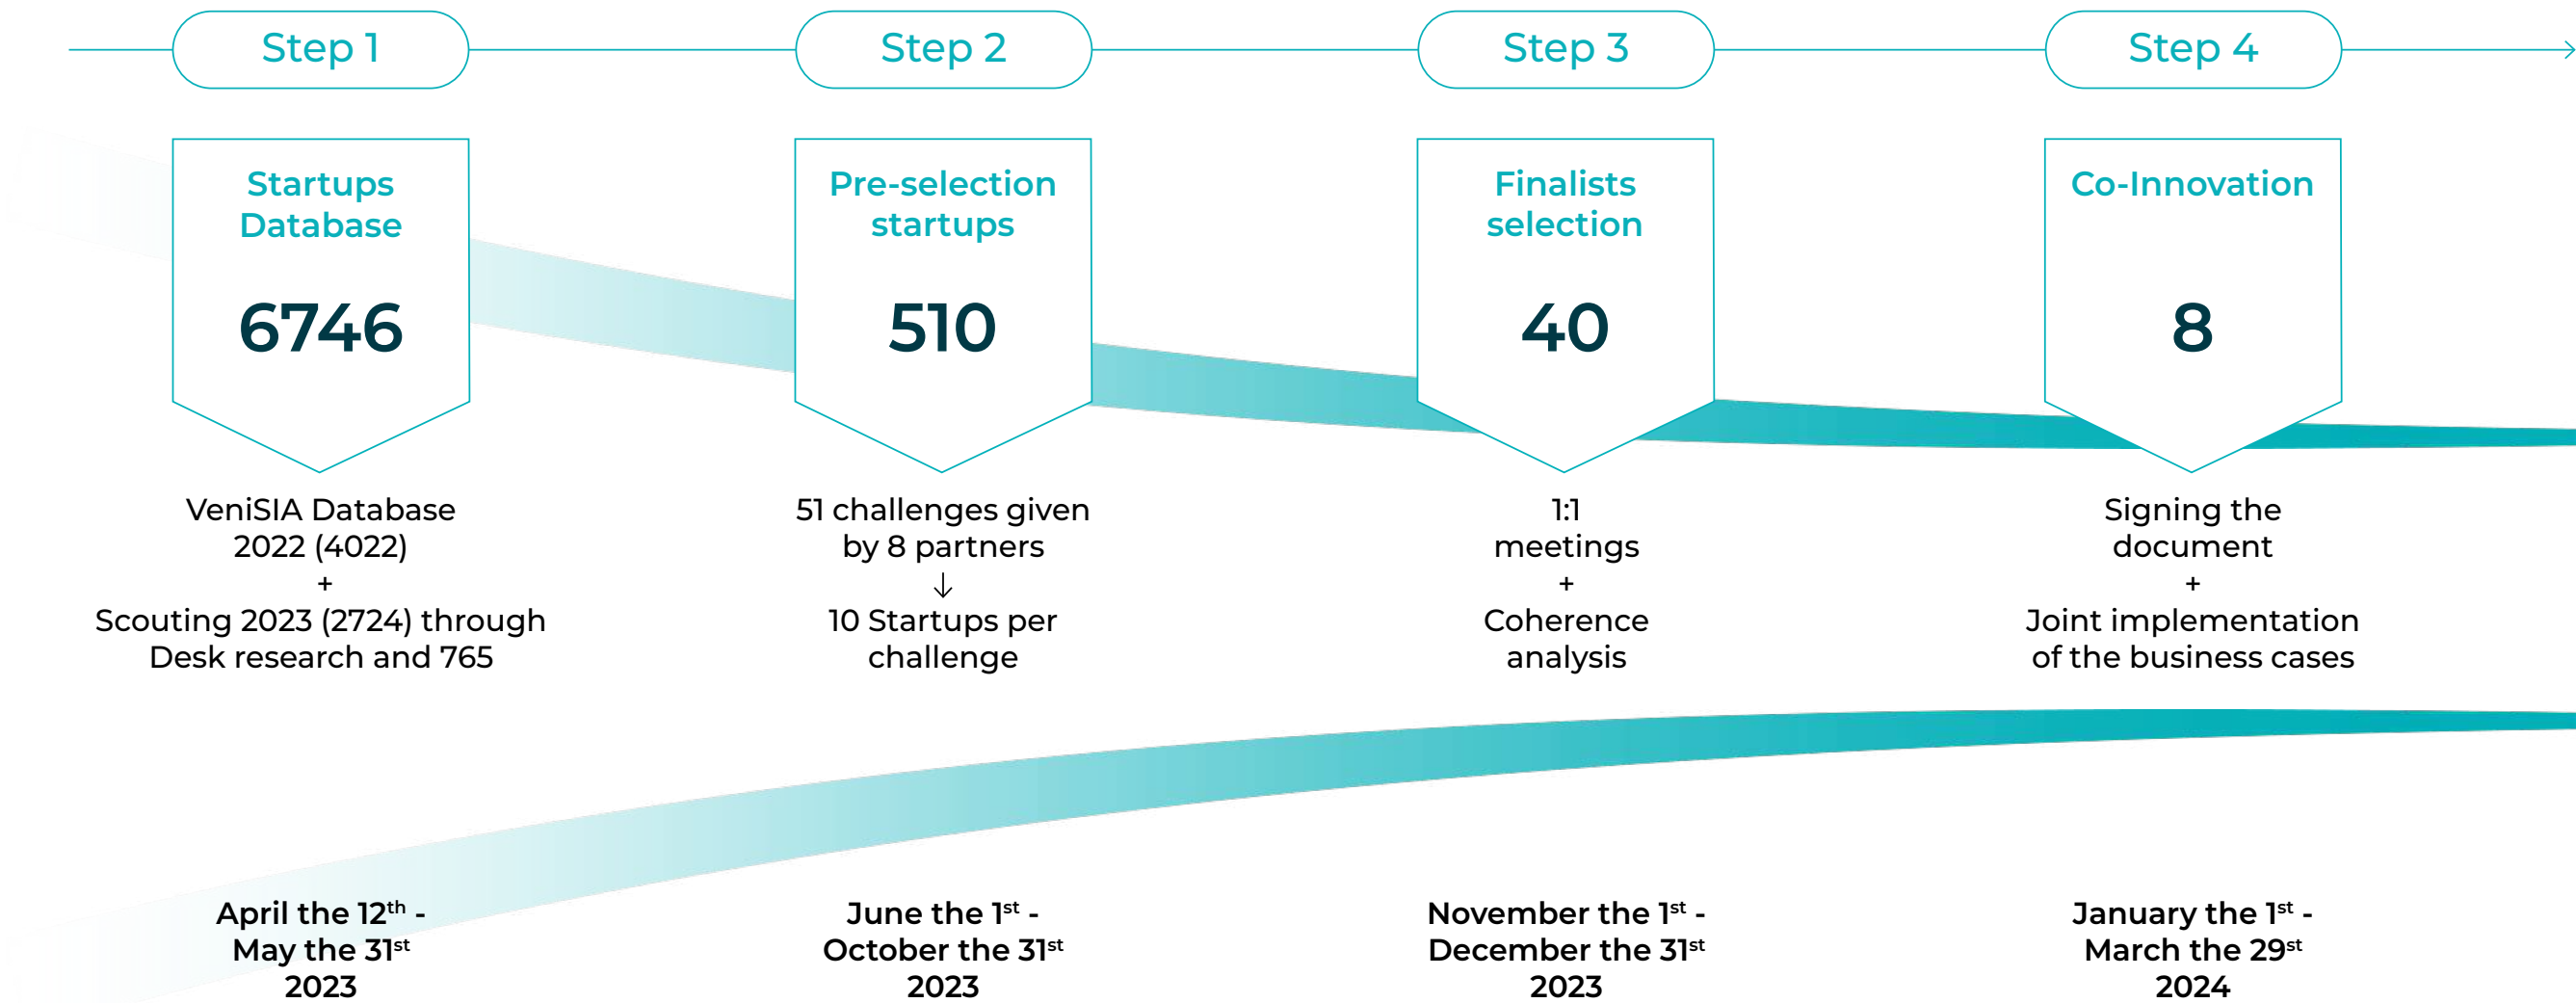 Step 1
Step 2
Step 3
Step 4
Startups
Database
6746
VeniSIA Database
2022 (4022)
+
Scouting 2023 (2724) through
Desk research and 765
Pre-selection
startups
510
51 challenges given
by 8 partners
↓
10 Startups per
challenge
Finalists
selection
40
1:1
meetings
+
Coherence
analysis
Co-Innovation
8
Signing the
document
+
Joint implementation
of the business cases
April the 12th -
May the 31st
2023
June the 1st -
October the 31st
2023
November the 1st -
December the 31st
2023
January the 1st -
March the 29st
2024